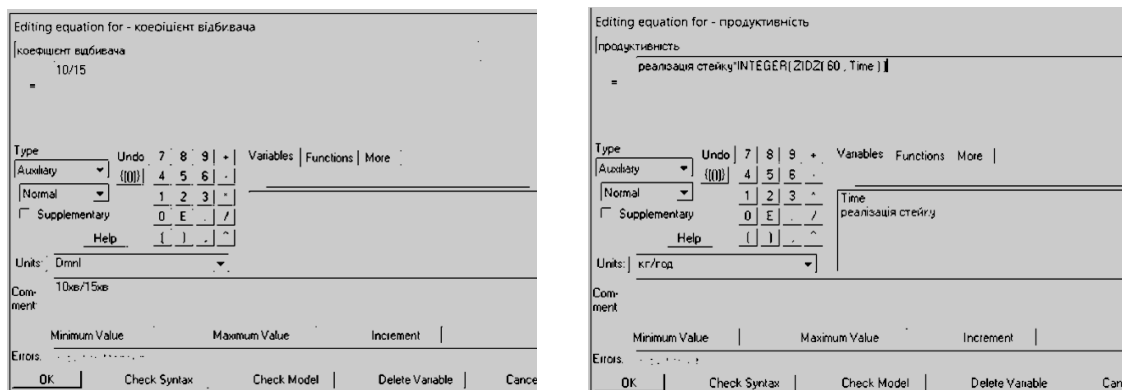 Editing equation for - коефіцієнт відбивача
коефіцієнт відбивача
10/15
=
Type
Undo 7 8 9 + Variables Functions More
Auxiliary
{[()]} 4 5 6 -
Normal
1 2 3 *
Supplementary
0 E . /
Help
( ) , ^
Units: Dmnl
Com-
ment
10хв/15хв
Minimum Value Maximum Value Increment
Errors:
OK Check Syntax Check Model Delete Variable Cance
Editing equation for - продуктивність
продуктивність
реалізація стейку*INTEGER( ZIDZ( 60 , Time ) )
=
Type
Undo 7 8 9 + Variables Functions More
Auxiliary
{[()]} 4 5 6 -
Normal
1 2 3 *
Time
Supplementary
0 E . /
реалізація стейку
Help
( ) , ^
Units: кг/год
Com-
ment
Minimum Value Maximum Value Increment
Errors:
OK Check Syntax Check Model Delete Variable Can